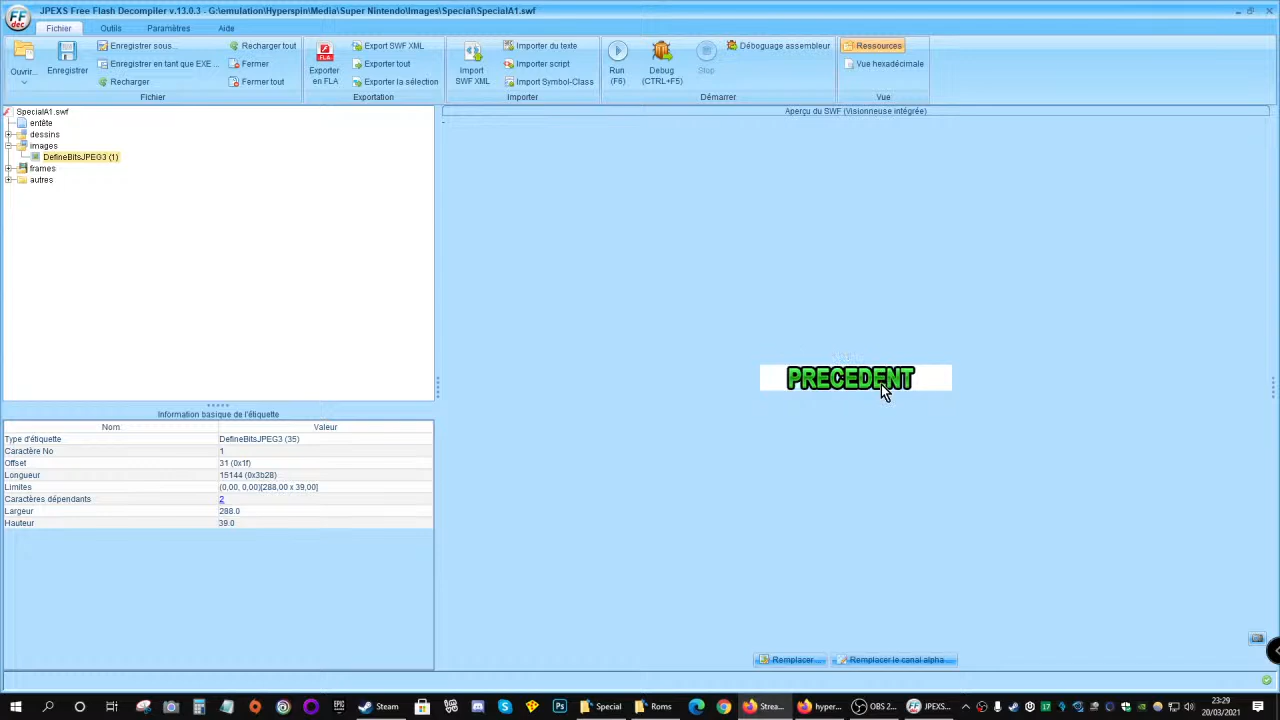 JPEXS Free Flash Decompiler v.13.0.3 - G:\emulation\Hyperspin\Media\Super Nintendo\Images\Special\SpecialA1.swf
FF
dec
Fichier
Outils
Paramètres
Aide
Ouvrir...
Enregistrer
Enregistrer sous...
Enregistrer en tant que EXE ...
Recharger
Recharger tout
Fermer
Fermer tout
Fichier
FLA
Exporter
en FLA
Export SWF XML
Exporter tout
Exporter la sélection
Exportation
Import
SWF XML
Importer du texte
Importer script
Import Symbol-Class
Importer
Run
(F6)
Debug
(CTRL+F5)
Stop
Déboguage assembleur
Démarrer
Ressources
Vue hexadécimale
Vue
SpecialA1.swf
entête
dessins
images
DefineBitsJPEG3 (1)
frames
autres
Aperçu du SWF (Visionneuse intégrée)
PRECEDENT
Information basique de l'étiquette
Nom Valeur
Type d'étiquette DefineBitsJPEG3 (35)
Caractère No 1
Offset 31 (0x1f)
Longueur 15144 (0x3b28)
Limites (0,00, 0,00)[288,00 x 39,00]
Caractères dépendants 2
Largeur 288.0
Hauteur 39.0
Remplacer...
Remplacer le canal alpha...
Steam
Ps
Special
Roms
Strea...
hyper...
OBS 2...
JPEXS...
23:29
20/03/2021